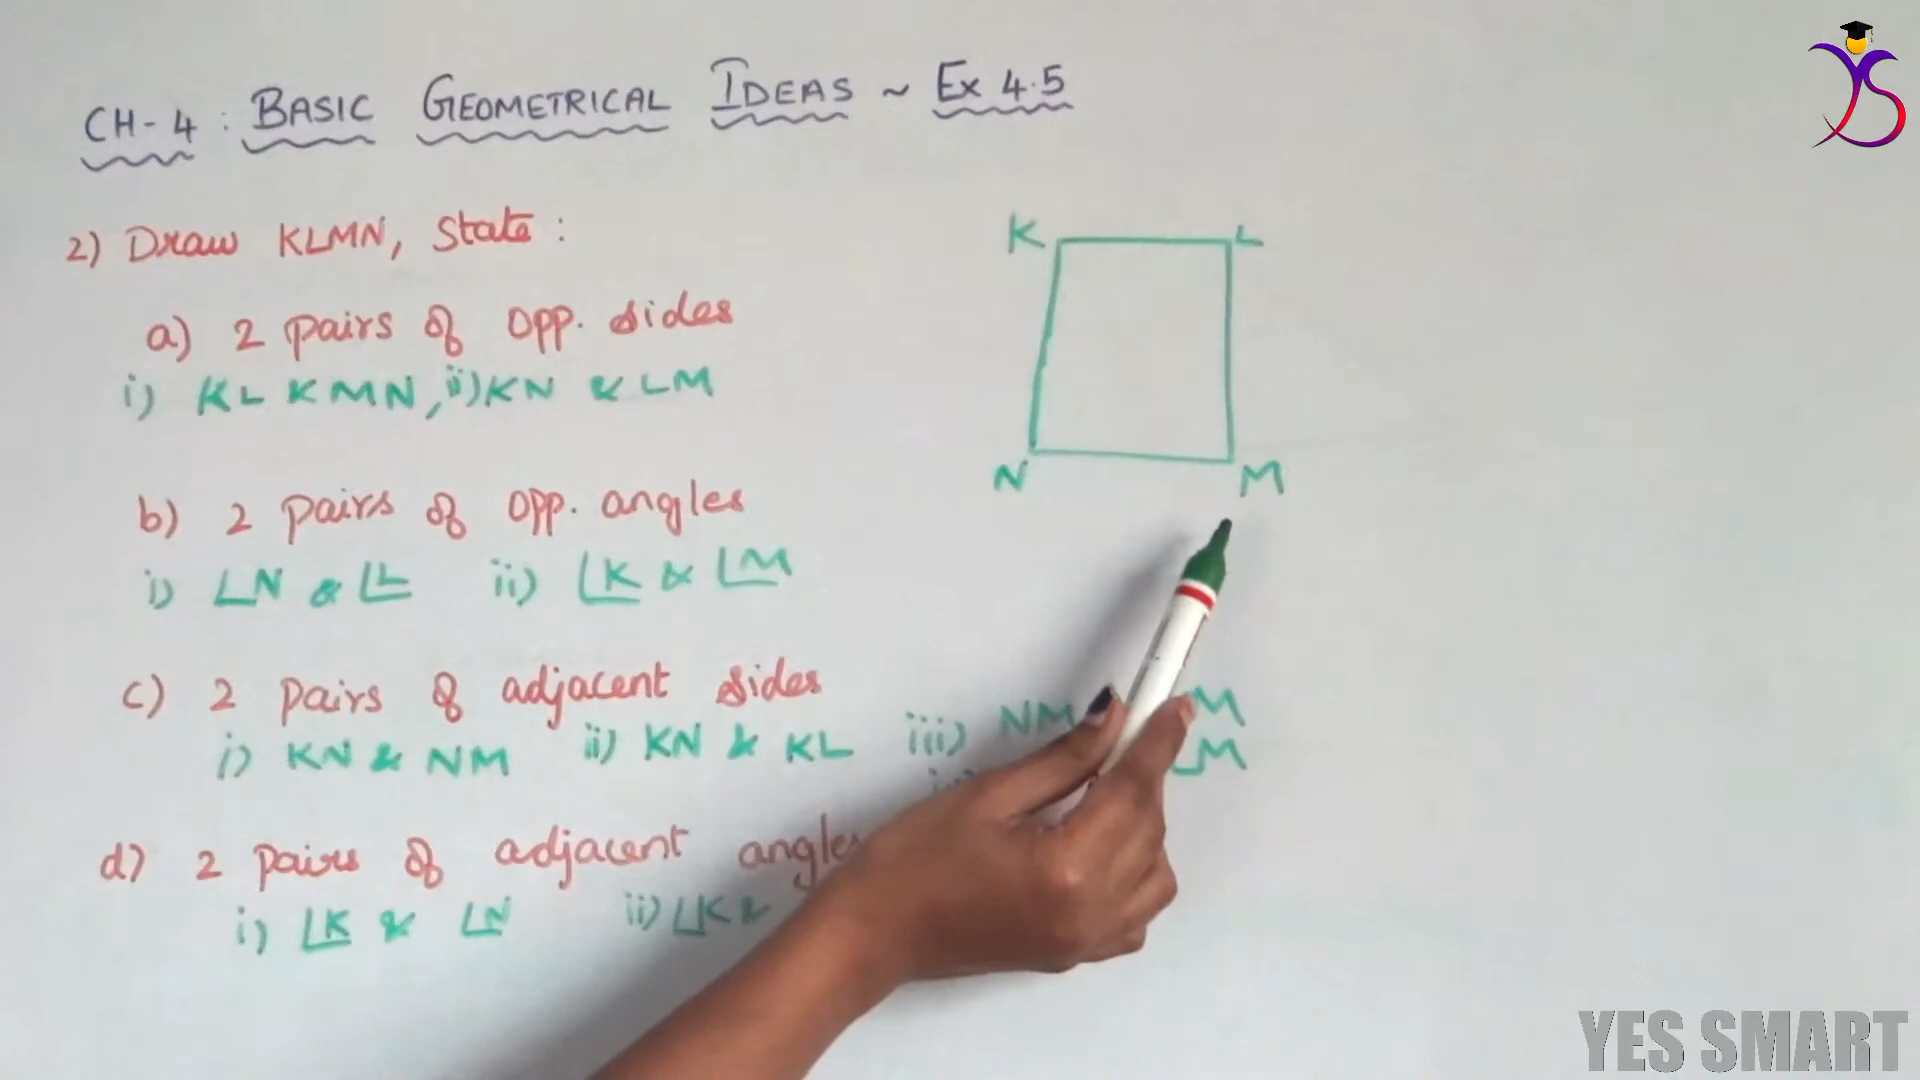 CH-4 : BASIC GEOMETRICAL IDEAS ~ Ex 4.5
2) Draw KLMN, State :
K L
a) 2 pairs of opp. sides
i) KL & MN, ii) KN & LM
N M
b) 2 pairs of opp. angles
i) ∠N & ∠L ii) ∠K & ∠M
c) 2 pairs of adjacent sides
i) KN & NM ii) KN & KL iii) NM
d) 2 pairs of adjacent angles
i) ∠K & ∠N ii) ∠K &
YES SMART